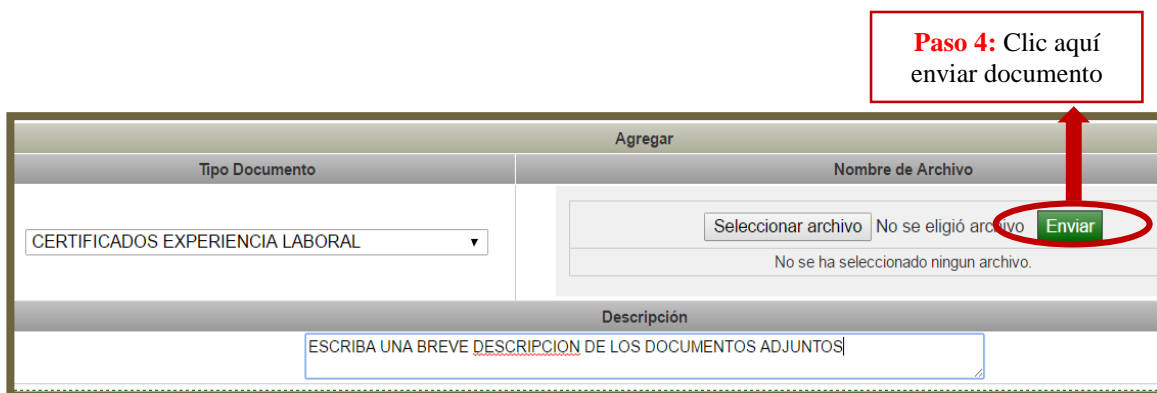 Paso 4: Clic aquí
enviar documento
Agregar
Tipo Documento
Nombre de Archivo
CERTIFICADOS EXPERIENCIA LABORAL
Seleccionar archivo No se eligió archivo Enviar
No se ha seleccionado ningun archivo.
Descripción
ESCRIBA UNA BREVE DESCRIPCION DE LOS DOCUMENTOS ADJUNTOS